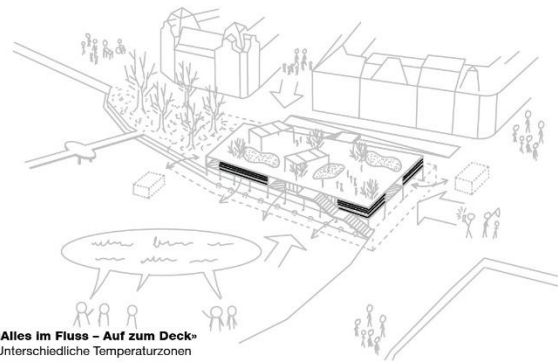 «Alles im Fluss – Auf zum Deck»
Unterschiedliche Temperaturzonen